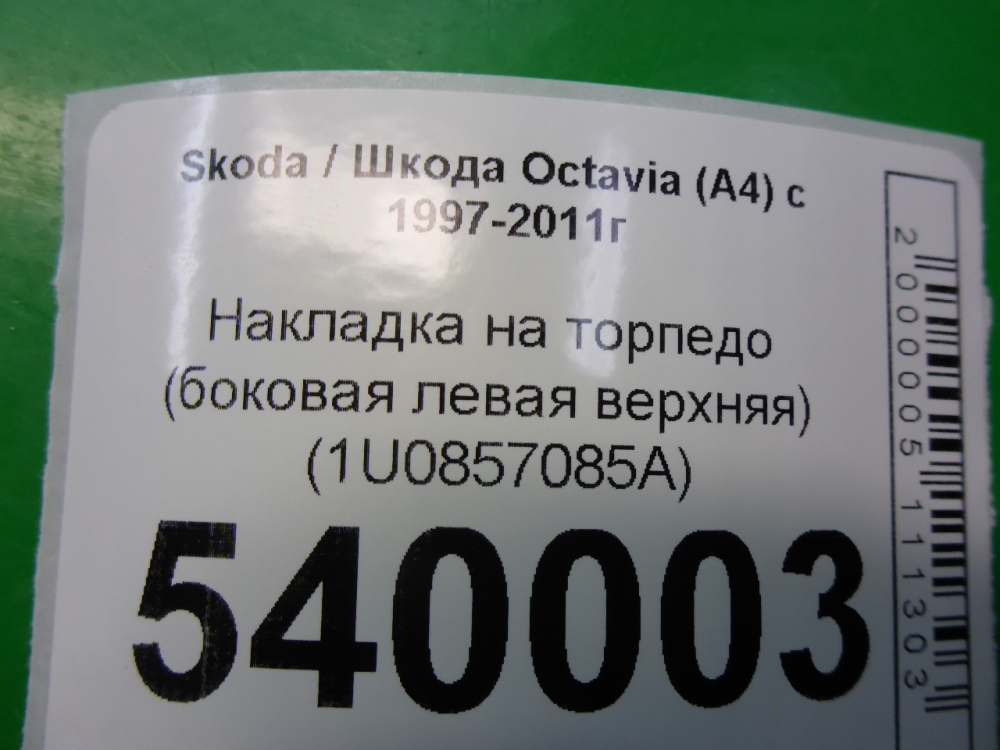 Skoda / Шкода Octavia (A4) с
1997-2011г
Накладка на торпедо
(боковая левая верхняя)
(1U0857085A)
540003
2000005111303